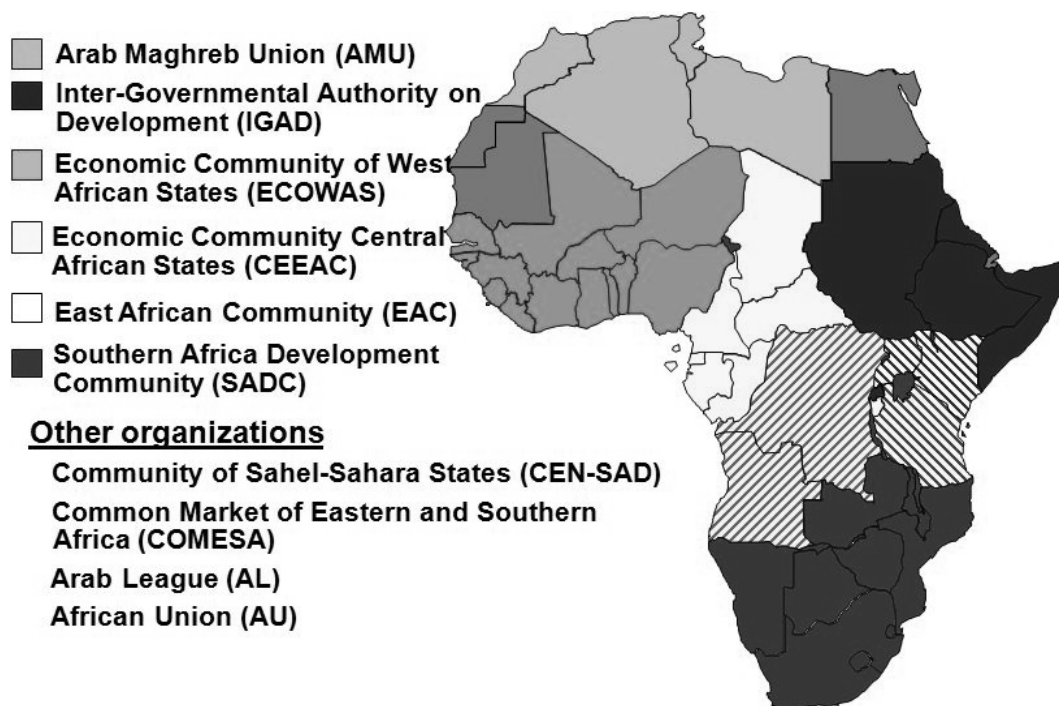 Arab Maghreb Union (AMU)
Inter-Governmental Authority on
Development (IGAD)
Economic Community of West
African States (ECOWAS)
Economic Community Central
African States (CEEAC)
East African Community (EAC)
Southern Africa Development
Community (SADC)
Other organizations
Community of Sahel-Sahara States (CEN-SAD)
Common Market of Eastern and Southern
Africa (COMESA)
Arab League (AL)
African Union (AU)